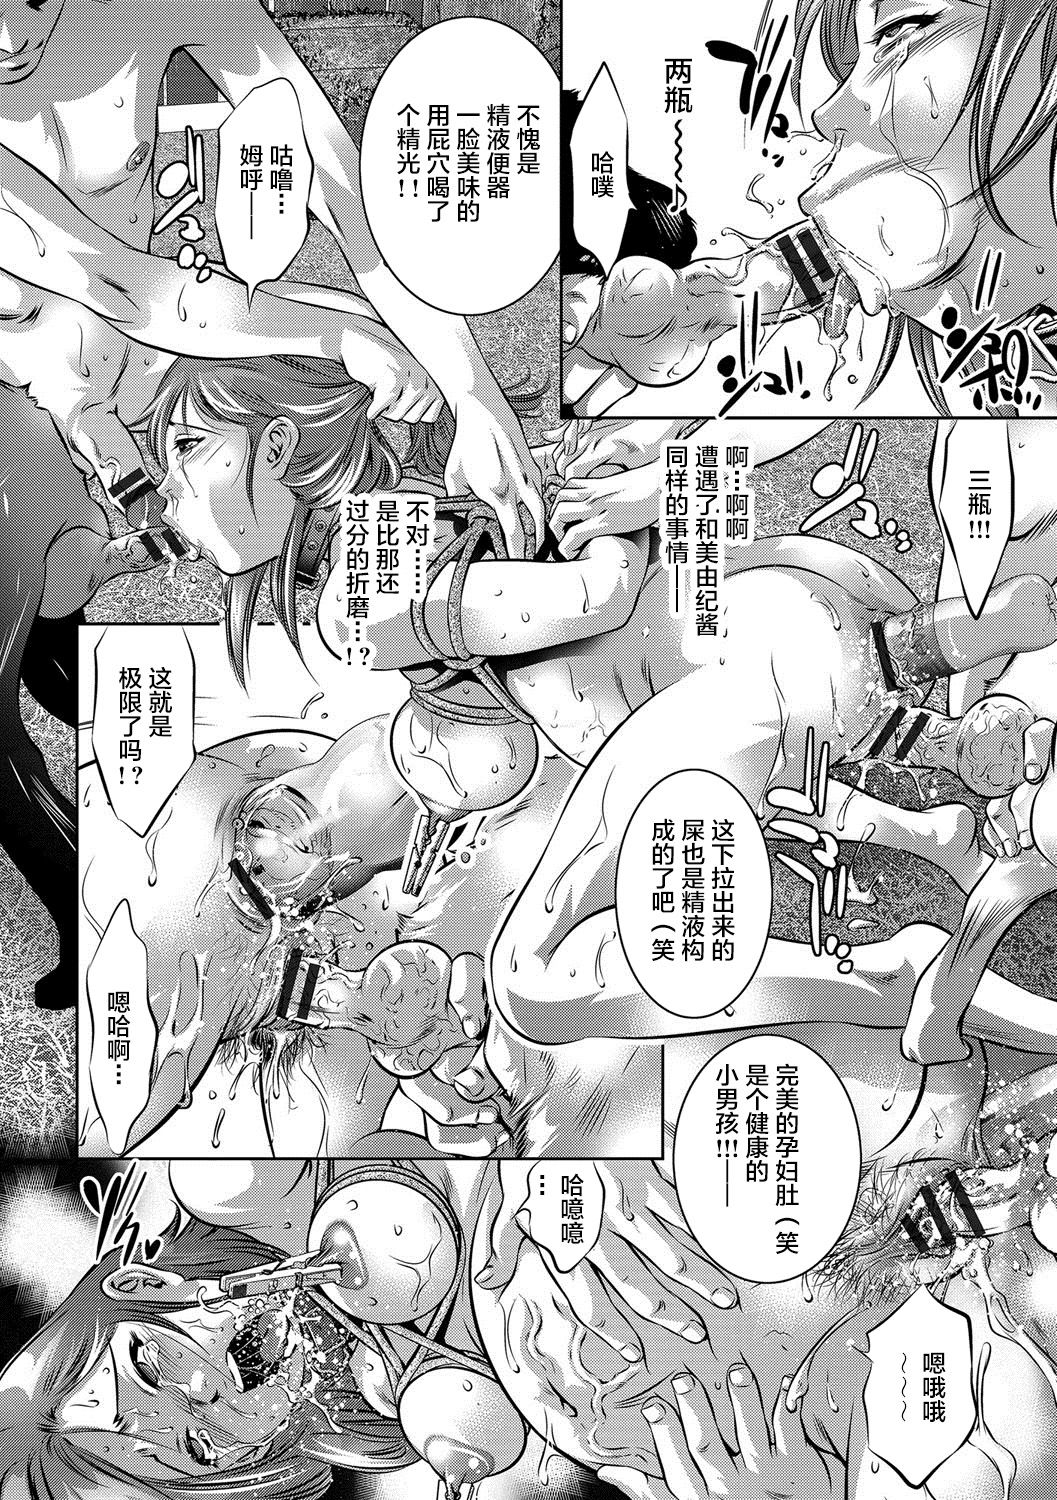 两瓶～～～♪
哈噗
不愧是
精液便器
一脸美味的
用屁穴喝了
个精光!!
咕噜…
姆呼——
三瓶!!!
啊…啊啊
遭遇了和美由纪酱
同样的事情——
不对……
是比那还
过分的折磨…!?
这就是
极限了吗
!?
这下拉出来的
屎也是精液构
成的了吧（笑
嗯哈啊…
完美的孕妇肚（笑
是个健康的
小男孩!!!——
哈噫噫
…
嗯哦哦
～～～